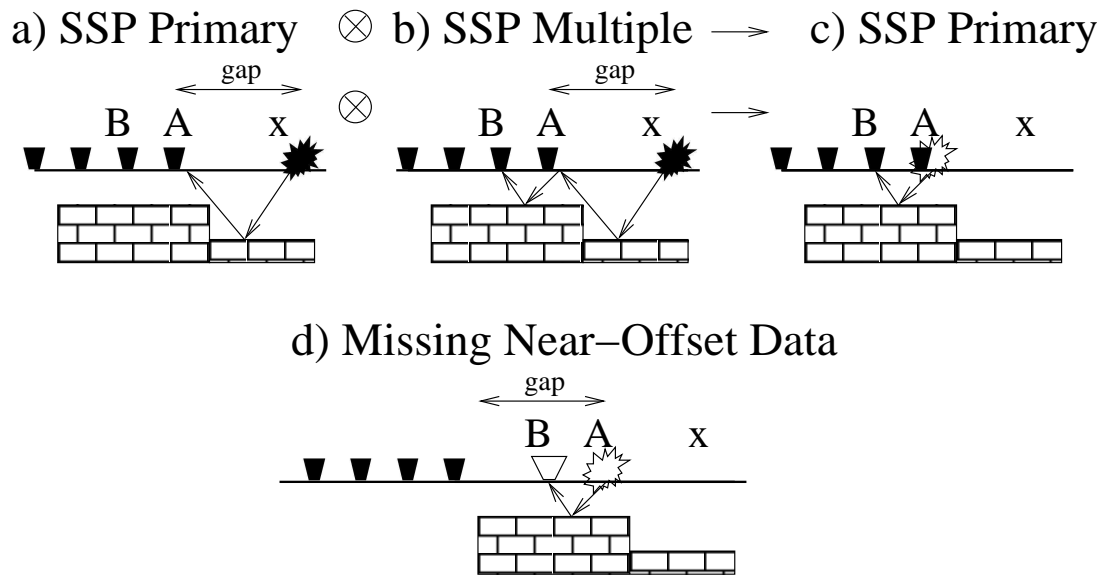 a) SSP Primary ⊗ b) SSP Multiple → c) SSP Primary
gap ⊗ gap →
B A x B A x B A x
d) Missing Near−Offset Data
gap
B A x